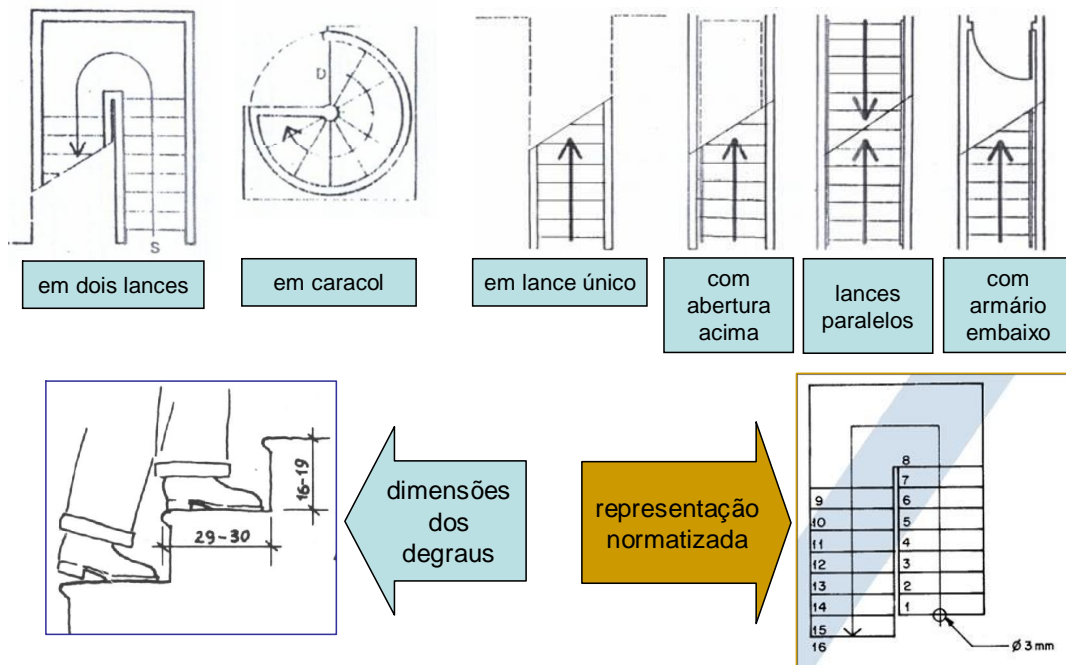 D
S
em dois lances
em caracol
em lance único
com
abertura
acima
lances
paralelos
com
armário
embaixo
16-19
29-30
dimensões
dos
degraus
representação
normatizada
8
7
9
6
10
5
11
4
12
3
13
2
14
1
15
16
Ø 3 mm